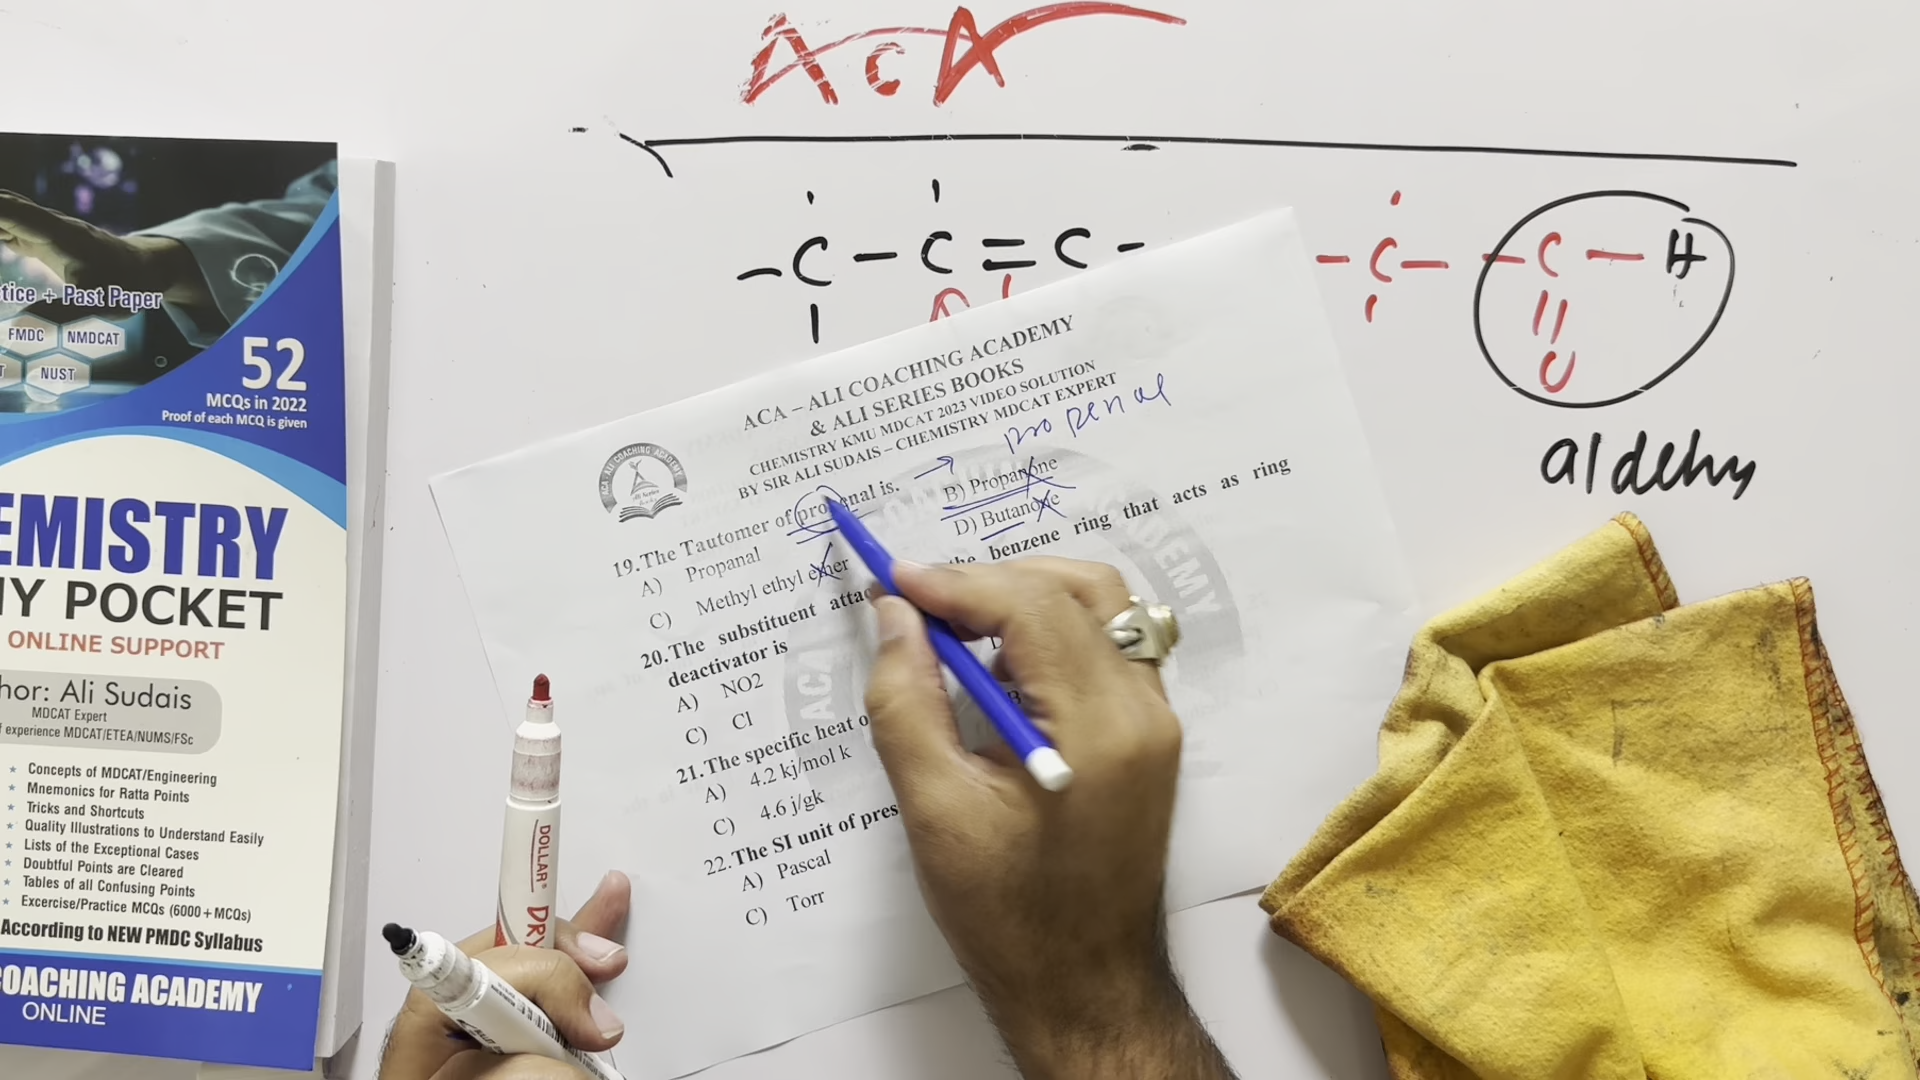 AcA
- C - C = C -
- C - - C - H
O
aldehy
tice + Past Paper
FMDC NMDCAT
NUST
52
MCQs in 2022
Proof of each MCQ is given
EMISTRY
NY POCKET
ONLINE SUPPORT
hor: Ali Sudais
MDCAT Expert
f experience MDCAT/ETEA/NUMS/FSc
Concepts of MDCAT/Engineering
Mnemonics for Ratta Points
Tricks and Shortcuts
Quality Illustrations to Understand Easily
Lists of the Exceptional Cases
Doubtful Points are Cleared
Tables of all Confusing Points
Excercise/Practice MCQs (6000+MCQs)
According to NEW PMDC Syllabus
COACHING ACADEMY
ONLINE
ACA – ALI COACHING ACADEMY
& ALI SERIES BOOKS
CHEMISTRY KMU MDCAT 2023 VIDEO SOLUTION
BY SIR ALI SUDAIS – CHEMISTRY MDCAT EXPERT
propenal
19. The Tautomer of propenal is.
A) Propanal B) Propanone
C) Methyl ethyl ether D) Butanone
20. The substituent attac the benzene ring that acts as ring
deactivator is
A) NO2
C) Cl
21. The specific heat o
A) 4.2 kj/mol k
C) 4.6 j/gk
22. The SI unit of pres
A) Pascal
C) Torr
DOLLAR
DRY